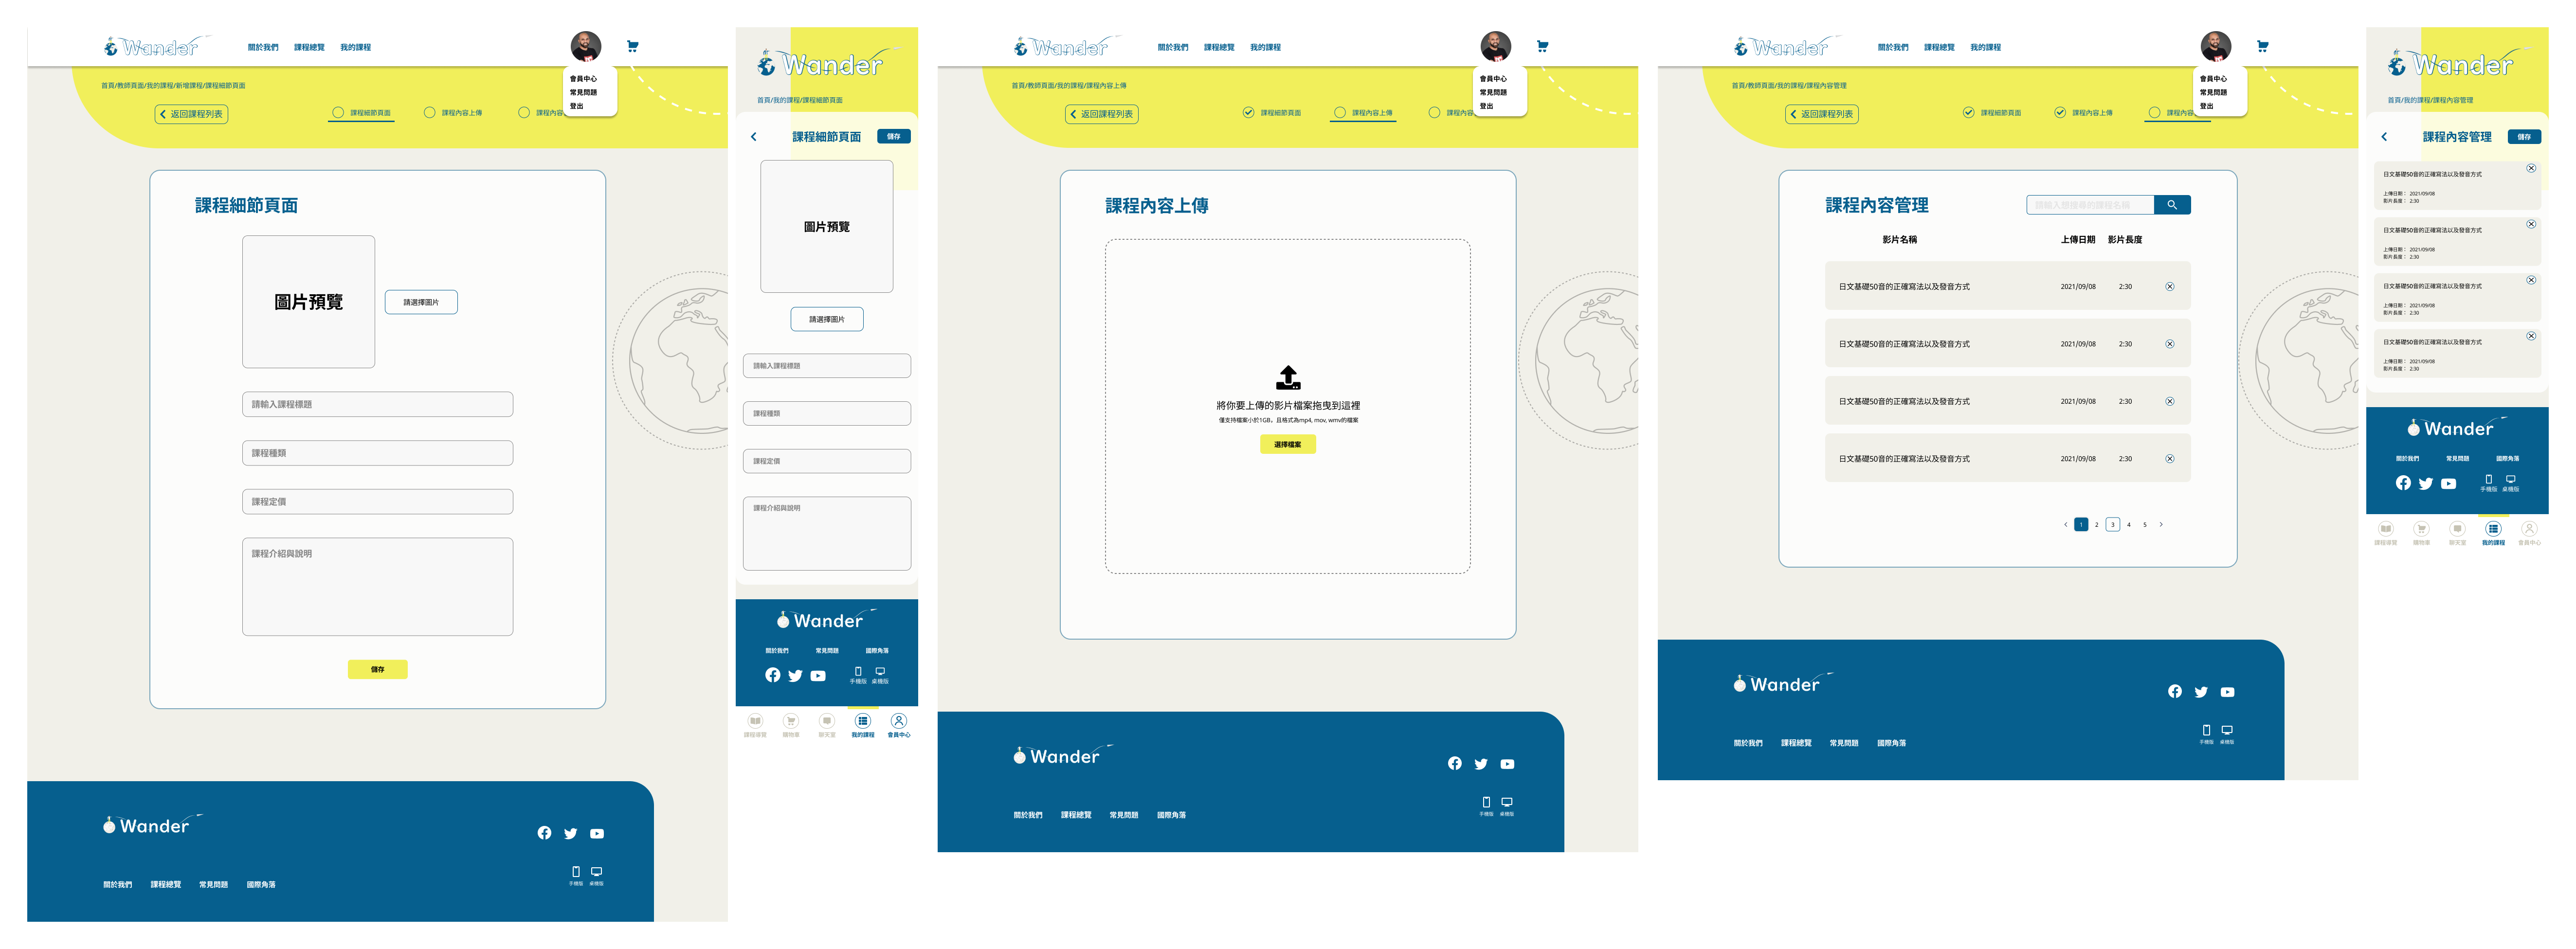 Wander
關於我們 課程總覽 我的課程
會員中心
常見問題
登出
首頁/教師頁面/我的課程/新增課程/課程細節頁面
返回課程列表
課程細節頁面 課程內容上傳 課程內容
課程細節頁面
圖片預覽
請選擇圖片
請輸入課程標題
課程種類
課程定價
課程介紹與說明
儲存
Wander
關於我們 課程總覽 常見問題 國際角落
手機版 桌機版
Wander
首頁/我的課程/課程細節頁面
課程細節頁面 儲存
圖片預覽
請選擇圖片
請輸入課程標題
課程種類
課程定價
課程介紹與說明
Wander
關於我們 常見問題 國際角落
手機版 桌機版
課程導覽 購物車 聊天室 我的課程 會員中心
Wander
關於我們 課程總覽 我的課程
會員中心
常見問題
登出
首頁/教師頁面/我的課程/課程內容上傳
返回課程列表
課程細節頁面 課程內容上傳 課程內容
課程內容上傳
將你要上傳的影片檔案拖曳到這裡
僅支持檔案小於1GB，且格式為mp4, mov, wmv的檔案
選擇檔案
Wander
關於我們 課程總覽 常見問題 國際角落
手機版 桌機版
Wander
關於我們 課程總覽 我的課程
會員中心
常見問題
登出
首頁/教師頁面/我的課程/課程內容管理
返回課程列表
課程細節頁面 課程內容上傳 課程內容
課程內容管理
請輸入想搜尋的課程名稱
影片名稱 上傳日期 影片長度
日文基礎50音的正確寫法以及發音方式 2021/09/08 2:30
日文基礎50音的正確寫法以及發音方式 2021/09/08 2:30
日文基礎50音的正確寫法以及發音方式 2021/09/08 2:30
日文基礎50音的正確寫法以及發音方式 2021/09/08 2:30
1 2 3 4 5
Wander
關於我們 課程總覽 常見問題 國際角落
手機版 桌機版
Wander
首頁/我的課程/課程內容管理
課程內容管理 儲存
日文基礎50音的正確寫法以及發音方式
上傳日期： 2021/09/08
影片長度： 2:30
日文基礎50音的正確寫法以及發音方式
上傳日期： 2021/09/08
影片長度： 2:30
日文基礎50音的正確寫法以及發音方式
上傳日期： 2021/09/08
影片長度： 2:30
日文基礎50音的正確寫法以及發音方式
上傳日期： 2021/09/08
影片長度： 2:30
Wander
關於我們 常見問題 國際角落
手機版 桌機版
課程導覽 購物車 聊天室 我的課程 會員中心